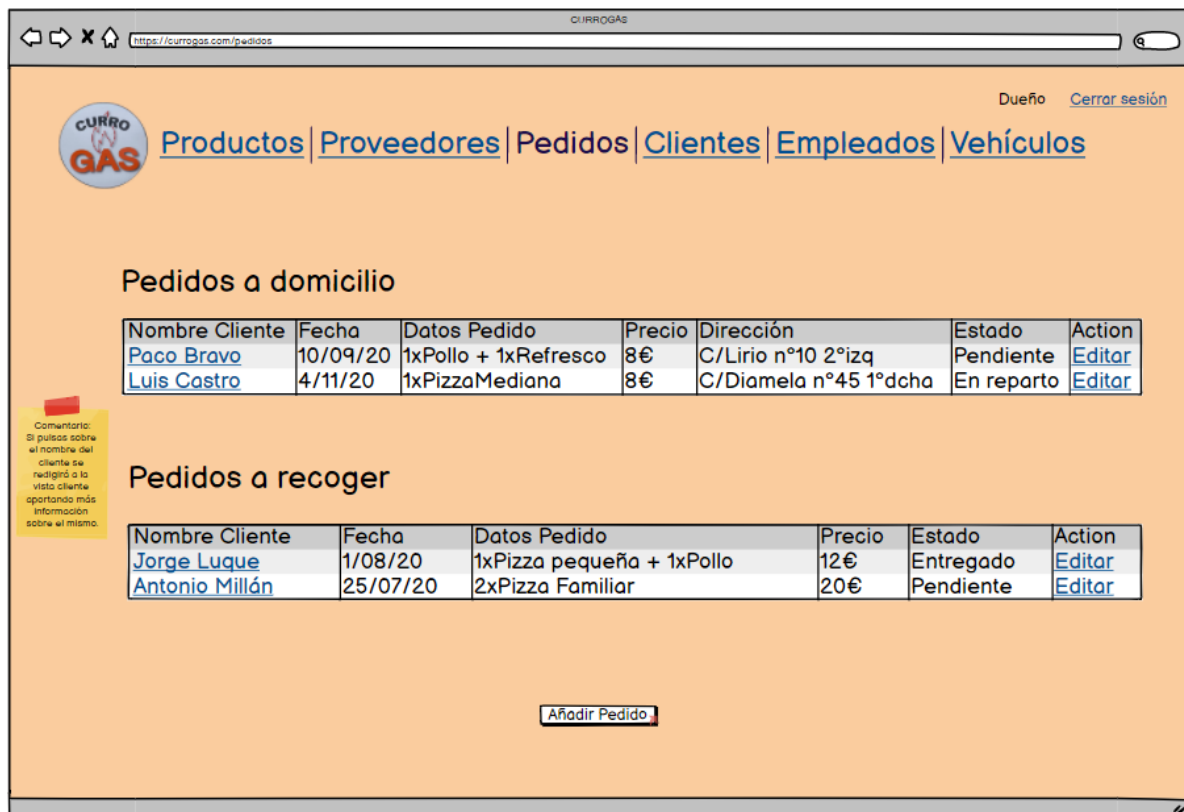 CURROGAS
https://currogas.com/pedidos
Dueño Cerrar sesión
CURRO
GAS
Productos Proveedores Pedidos Clientes Empleados Vehículos
Pedidos a domicilio
Nombre Cliente Fecha Datos Pedido Precio Dirección Estado Action
Paco Bravo 10/09/20 1xPollo + 1xRefresco 8€ C/Lirio nº10 2ºizq Pendiente Editar
Luis Castro 4/11/20 1xPizzaMediana 8€ C/Diamela nº45 1ºdcha En reparto Editar
Comentario:
Si pulsas sobre
el nombre del
cliente se
redigirá a la
vista cliente
aportando más
información
sobre el mismo.
Pedidos a recoger
Nombre Cliente Fecha Datos Pedido Precio Estado Action
Jorge Luque 1/08/20 1xPizza pequeña + 1xPollo 12€ Entregado Editar
Antonio Millán 25/07/20 2xPizza Familiar 20€ Pendiente Editar
Añadir Pedido